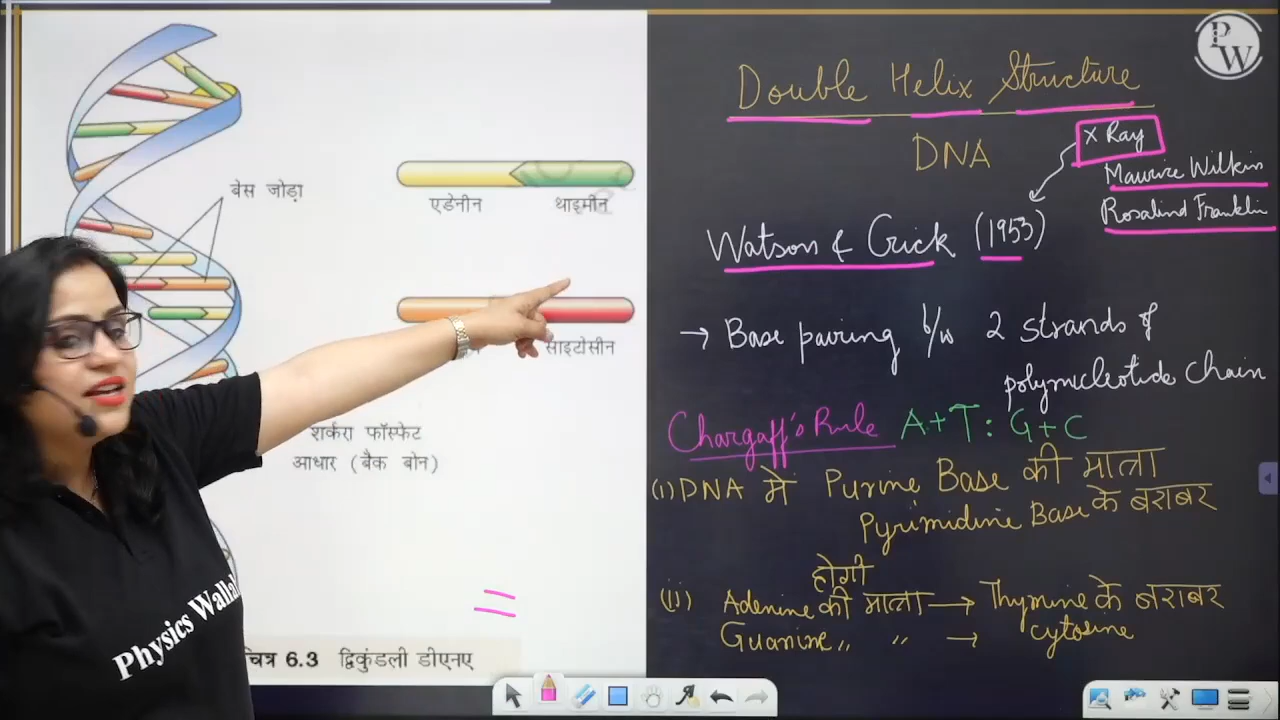 बेस जोड़ा
एडेनीन थाइमीन
साइटोसीन
शर्करा फॉस्फेट
आधार (बैक बोन)
चित्र 6.3 द्विकुंडली डीएनए
Physics Wallah
PW
Double Helix Structure
DNA
X Ray
Maurice Wilkin
Rosalind Franklin
Watson & Crick (1953)
→ Base pairing b/w 2 strands of
polynucleotide Chain
Chargaff's Rule A+T : G+C
(i) DNA में Purine Base की मात्रा
Pyrimidine Base के बराबर
होगी
(ii) Adenine की मात्रा → Thymine के बराबर
Guanine ,, ,, → Cytosine